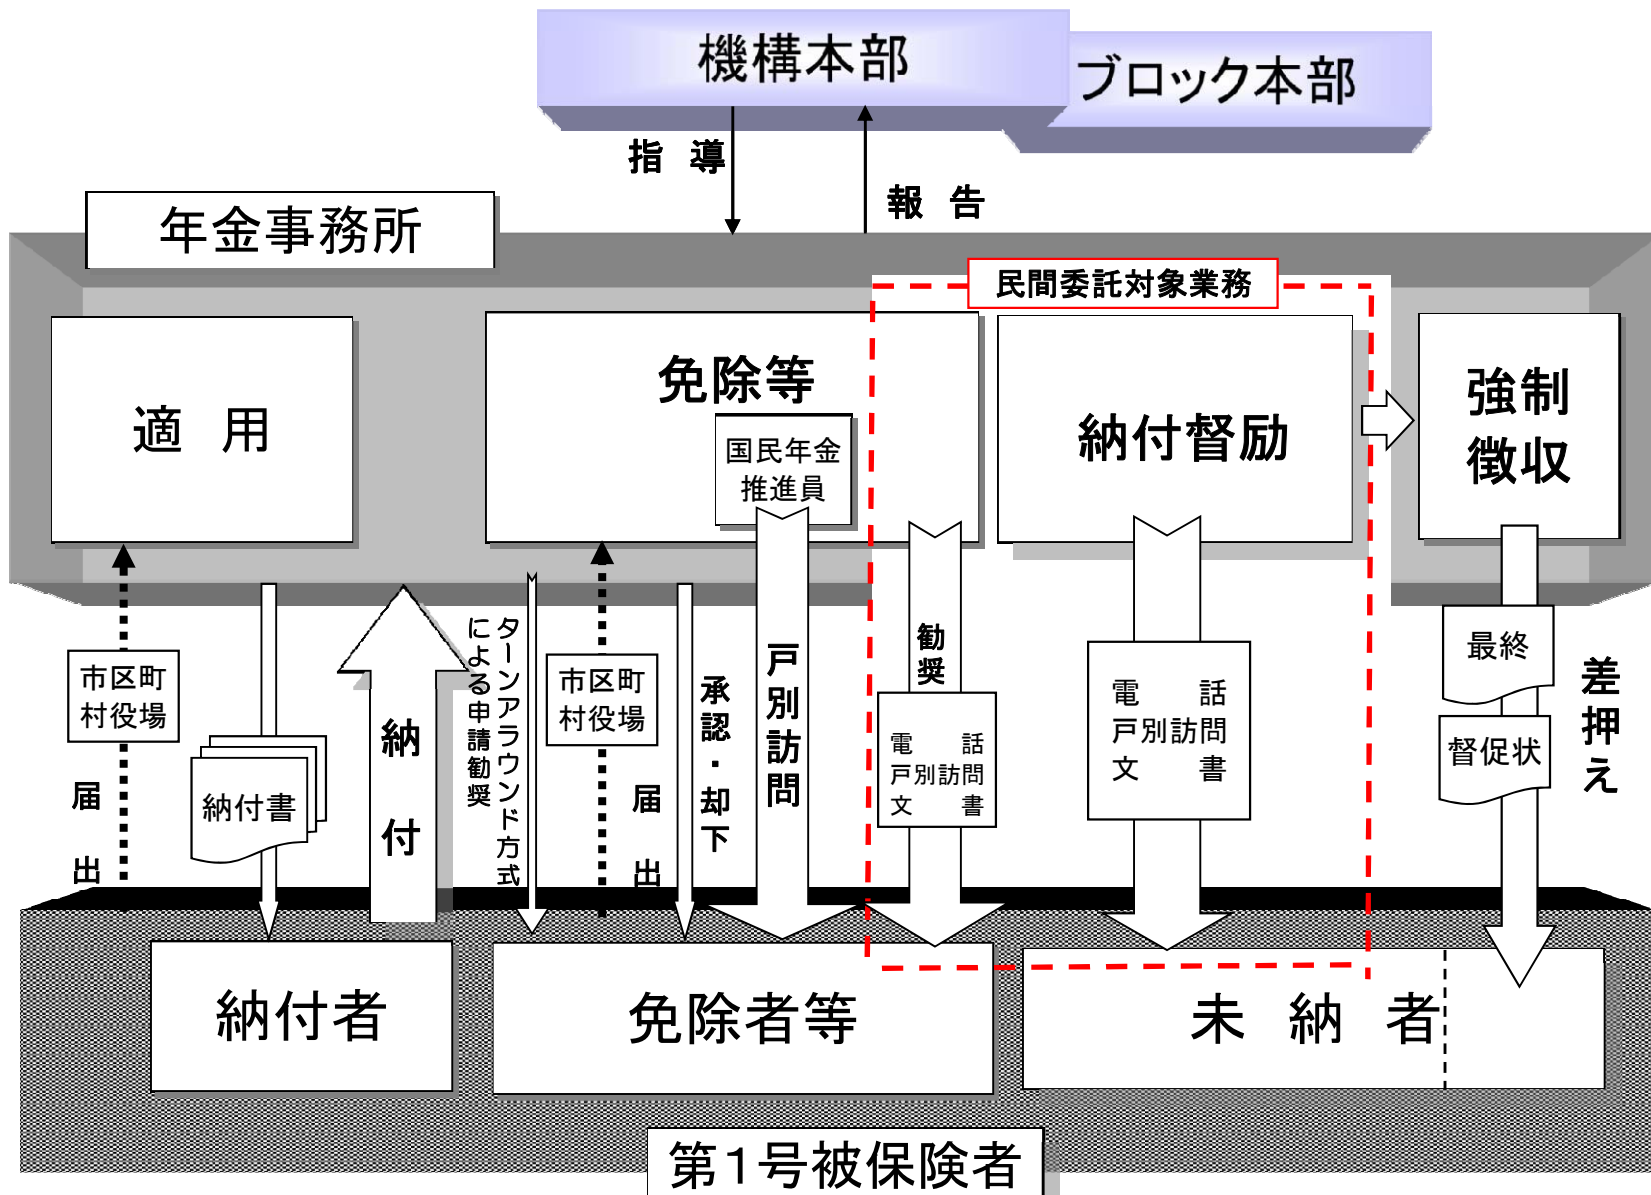 機構本部
ブロック本部
指 導
報 告
年金事務所
民間委託対象業務
適 用
免除等
国民年金
推進員
納付督励
強制
徴収
市区町
村役場
届 出
納付書
納 付
ターンアラウンド方式
による申請勧奨
市区町
村役場
届 出
承認・却下
戸別訪問
勧奨
電 話
戸別訪問
文 書
電 話
戸別訪問
文 書
最終
督促状
差押え
納付者
免除者等
未 納 者
第1号被保険者